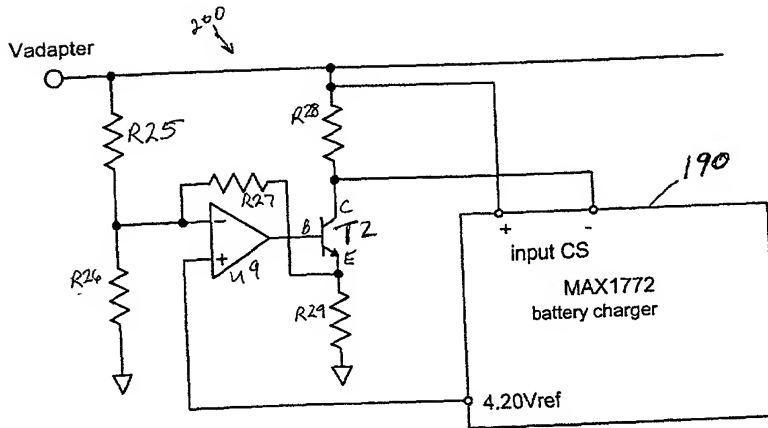 200
Vadapter
R25
R28
190
R27
C
B
T2
E
U9
R26
R29
+
-
input CS
MAX1772
battery charger
-
+
4.20Vref